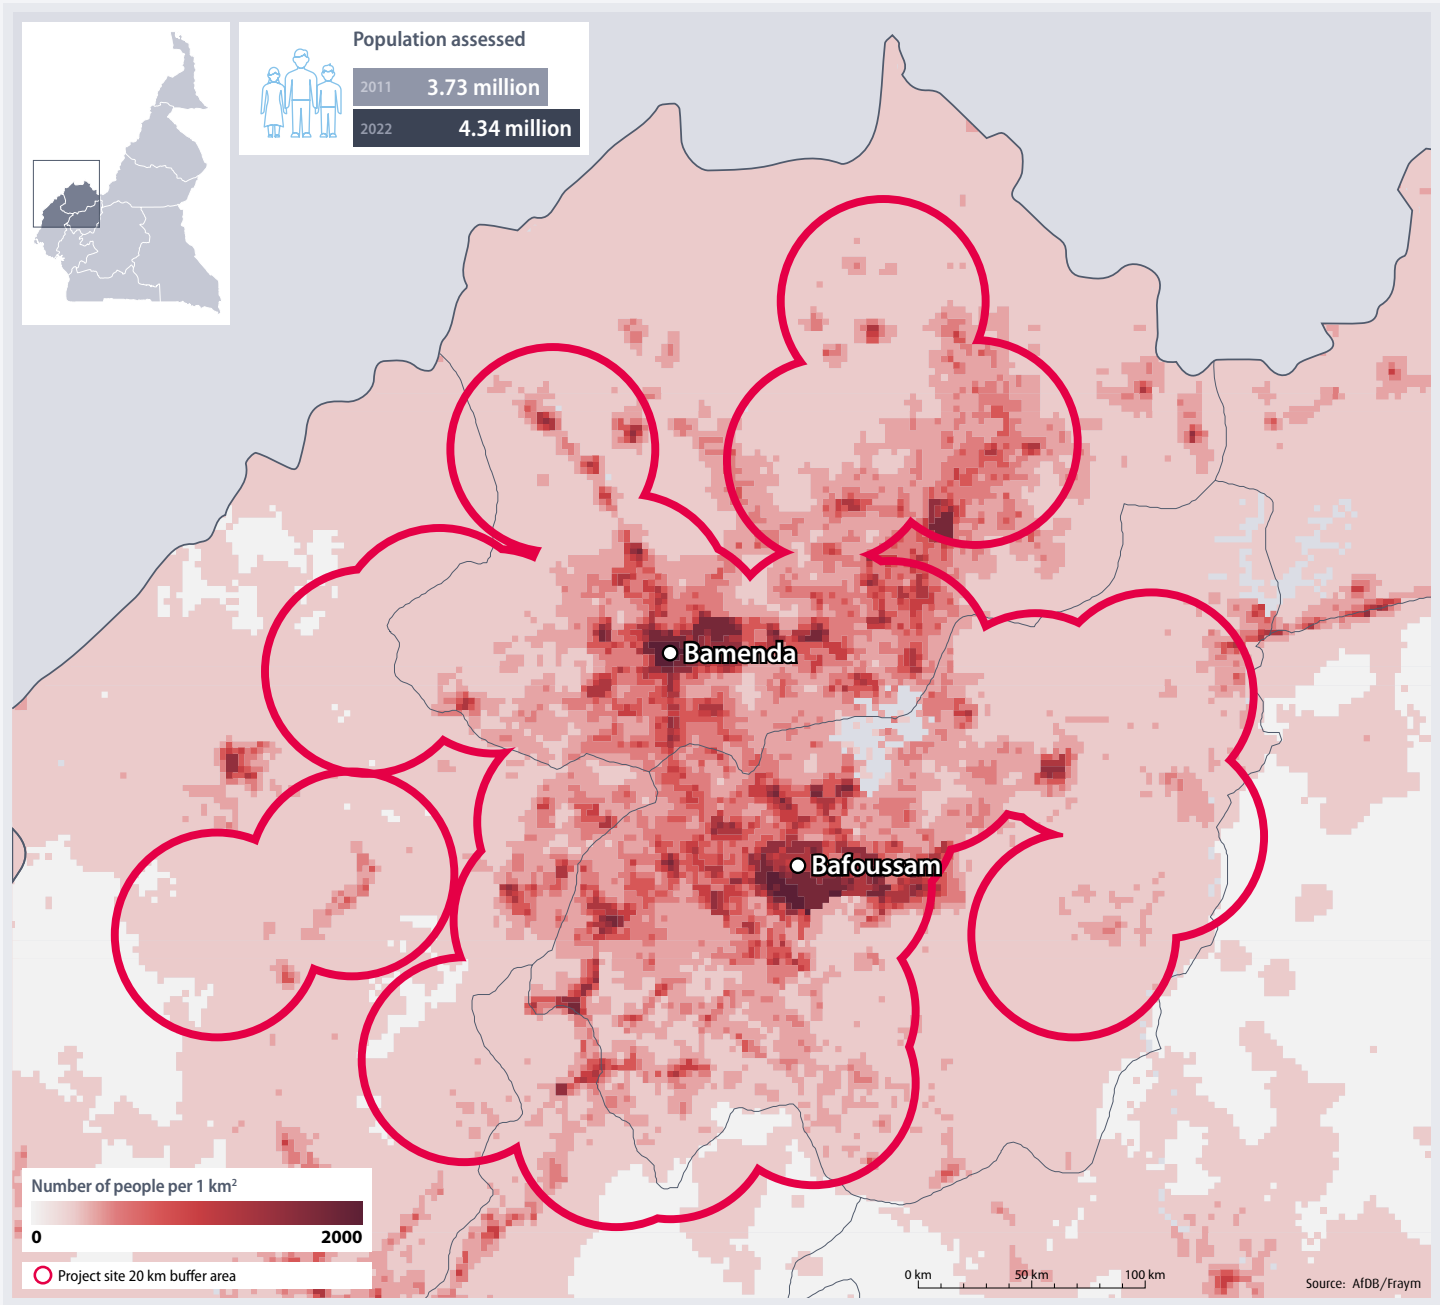 Population assessed
2011 3.73 million
2022 4.34 million
Bamenda
Bafoussam
Number of people per 1 km²
0 2000
Project site 20 km buffer area
0 km 50 km 100 km
Source: AfDB/Fraym